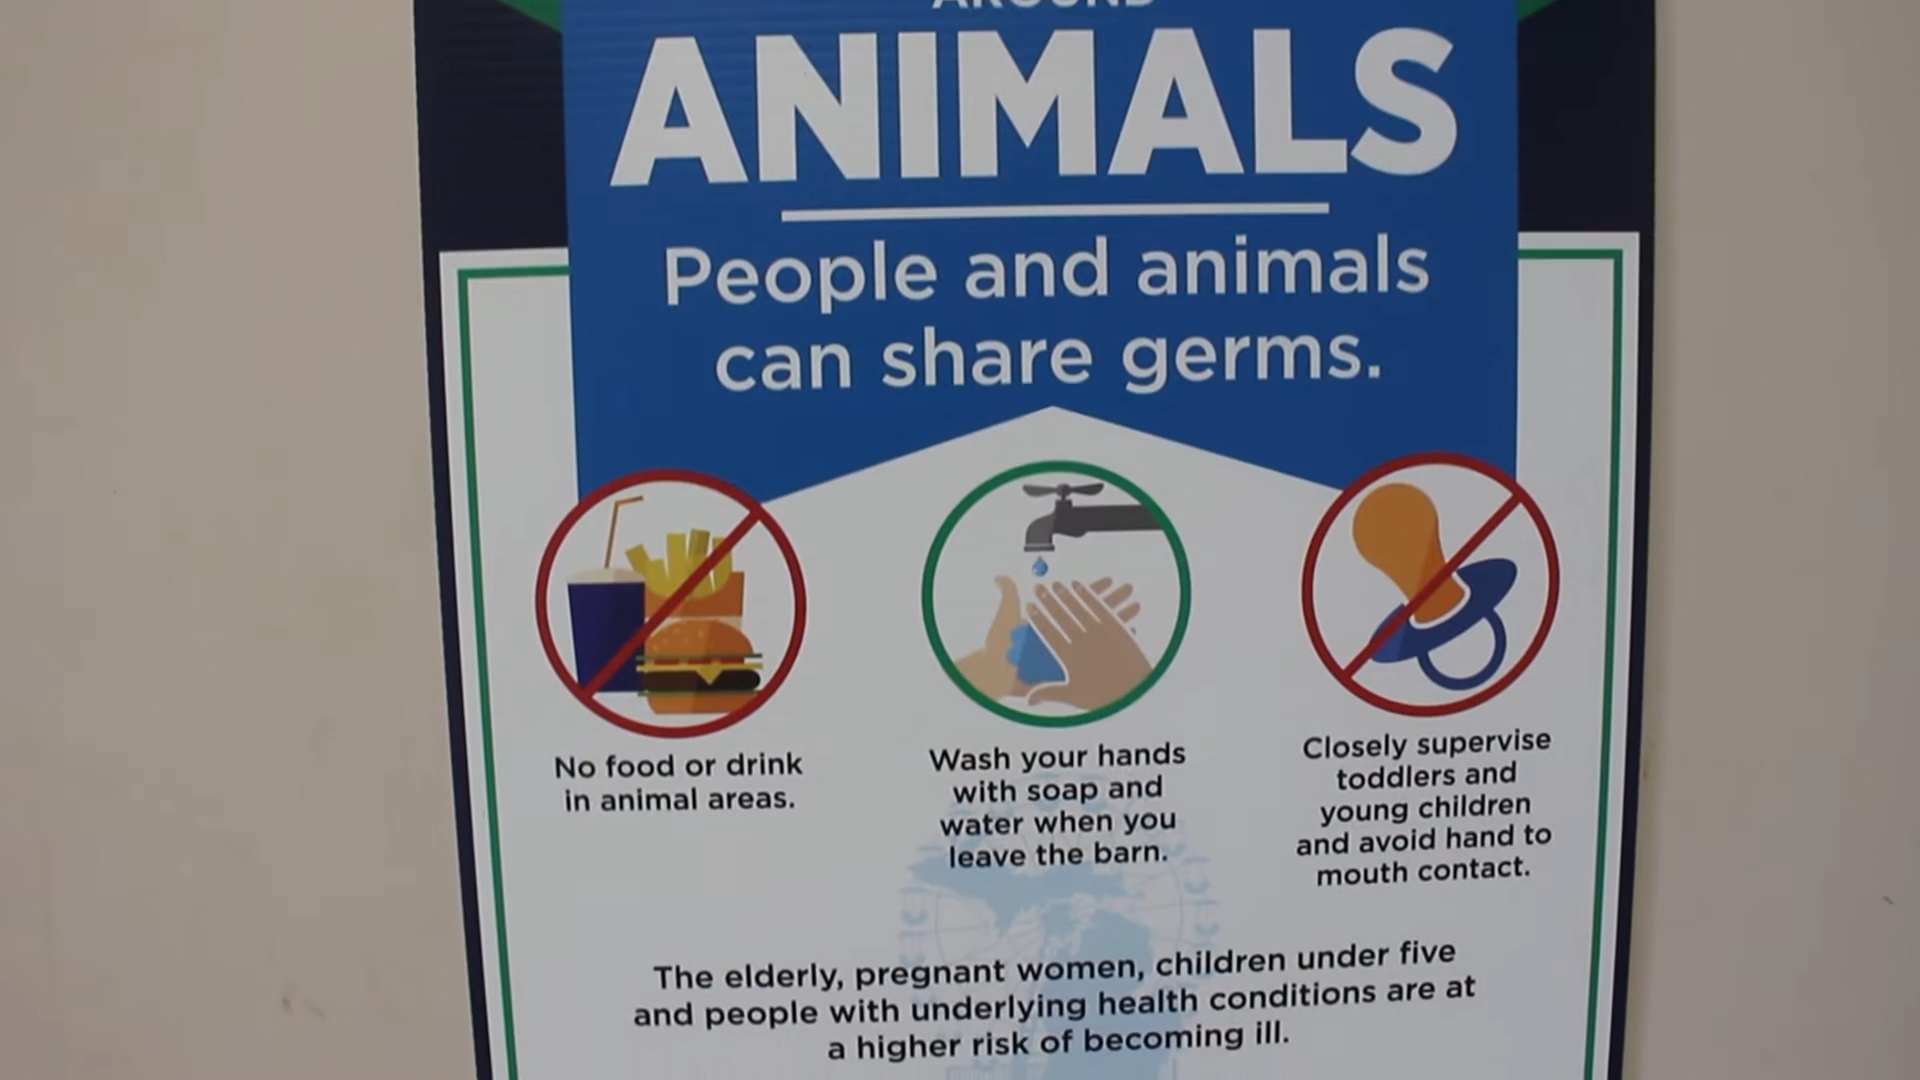 AROUND
ANIMALS
People and animals
can share germs.
No food or drink
in animal areas.
Wash your hands
with soap and
water when you
leave the barn.
Closely supervise
toddlers and
young children
and avoid hand to
mouth contact.
The elderly, pregnant women, children under five
and people with underlying health conditions are at
a higher risk of becoming ill.